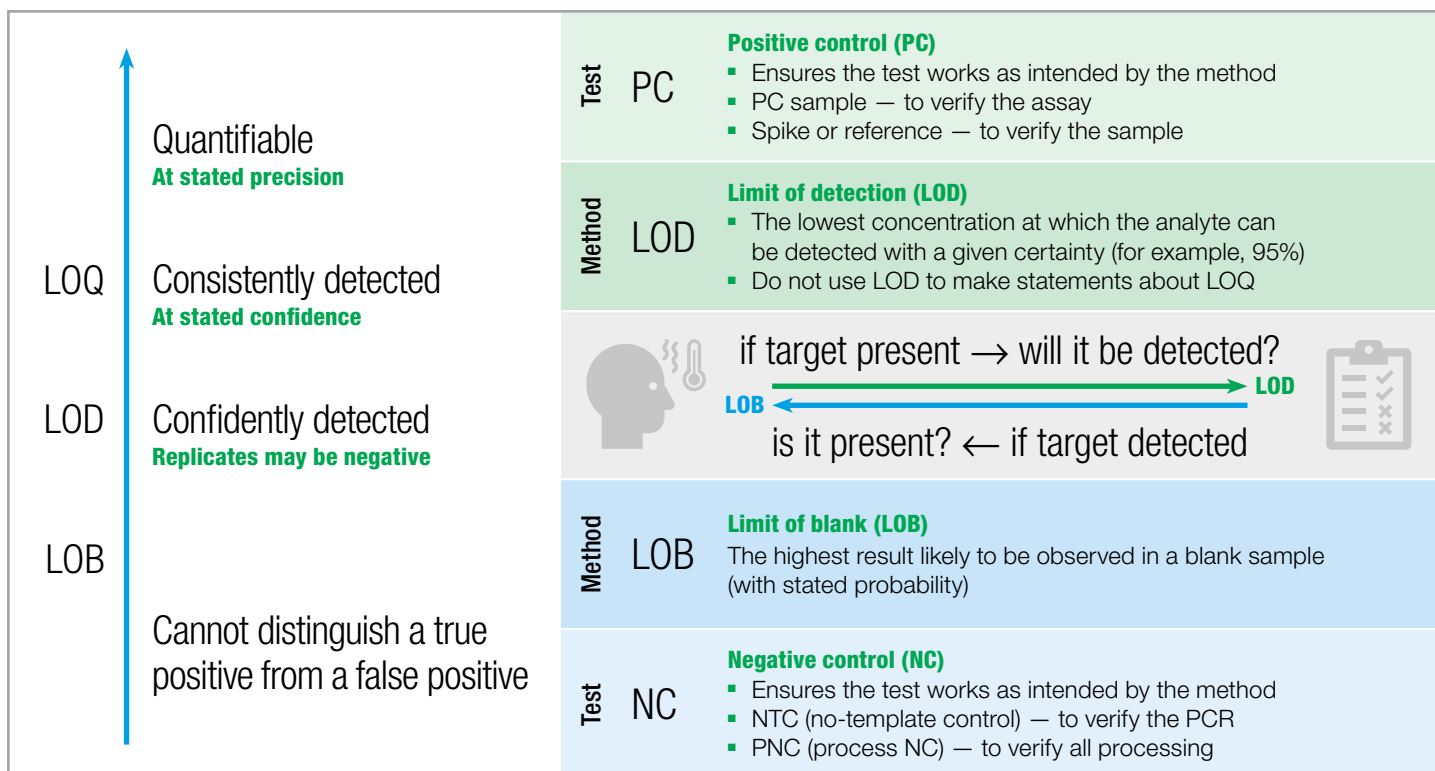 Quantifiable
At stated precision
LOQ
Consistently detected
At stated confidence
LOD
Confidently detected
Replicates may be negative
LOB
Cannot distinguish a true
positive from a false positive
Test
PC
Positive control (PC)
▪ Ensures the test works as intended by the method
▪ PC sample — to verify the assay
▪ Spike or reference — to verify the sample
Method
LOD
Limit of detection (LOD)
▪ The lowest concentration at which the analyte can
be detected with a given certainty (for example, 95%)
▪ Do not use LOD to make statements about LOQ
if target present → will it be detected?
LOD
LOB
is it present? ← if target detected
Method
LOB
Limit of blank (LOB)
The highest result likely to be observed in a blank sample
(with stated probability)
Test
NC
Negative control (NC)
▪ Ensures the test works as intended by the method
▪ NTC (no-template control) — to verify the PCR
▪ PNC (process NC) — to verify all processing